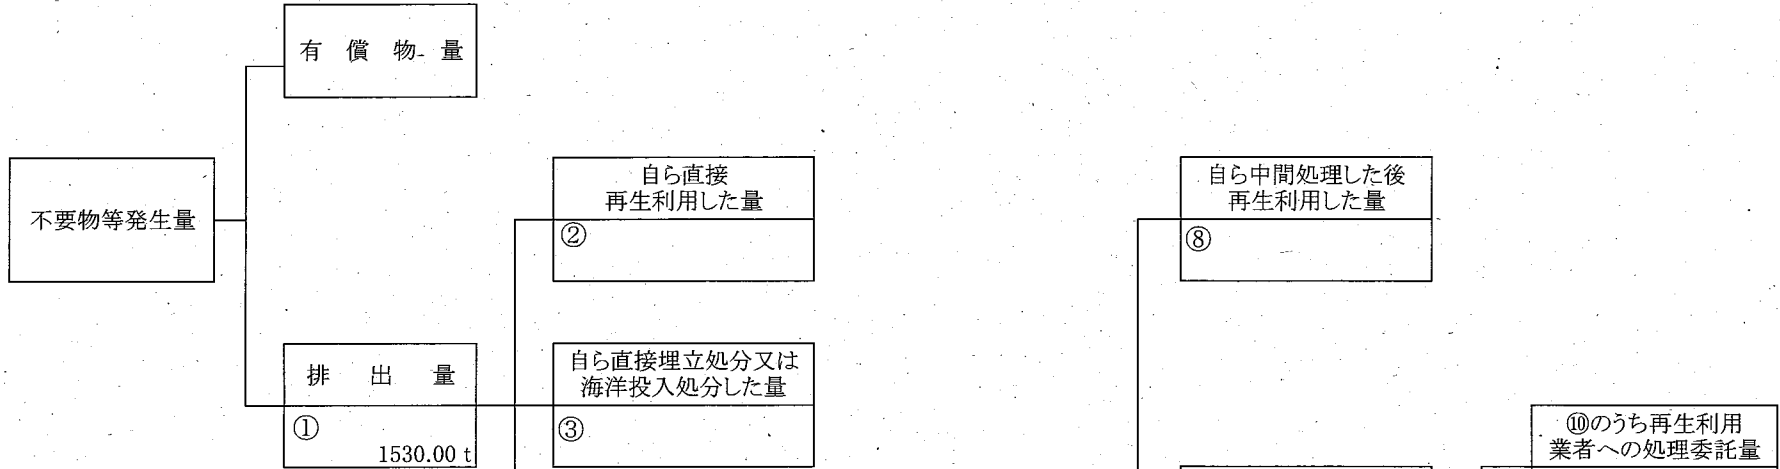 有償物量
不要物等発生量
自ら直接
再生利用した量
②
自ら中間処理した後
再生利用した量
⑧
排出量
①
1530.00 t
自ら直接埋立処分又は
海洋投入処分した量
③
⑩のうち再生利用
業者への処理委託量